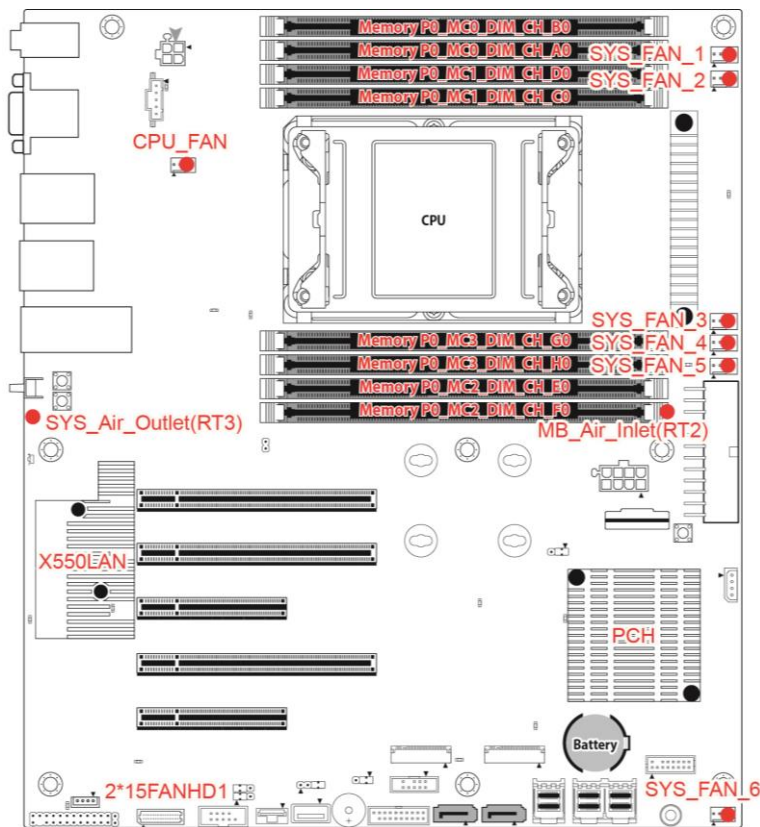 Memory P0_MC0_DIM_CH_B0
Memory P0_MC0_DIM_CH_A0
SYS_FAN_1
Memory P0_MC1_DIM_CH_D0
SYS_FAN_2
Memory P0_MC1_DIM_CH_C0
CPU_FAN
CPU
SYS_FAN_3
Memory P0_MC3_DIM_CH_G0
SYS_FAN_4
Memory P0_MC3_DIM_CH_H0
SYS_FAN_5
Memory P0_MC2_DIM_CH_E0
Memory P0_MC2_DIM_CH_F0
SYS_Air_Outlet(RT3)
MB_Air_Inlet(RT2)
X550LAN
PCH
Battery
2*15FANHD1
SYS_FAN_6